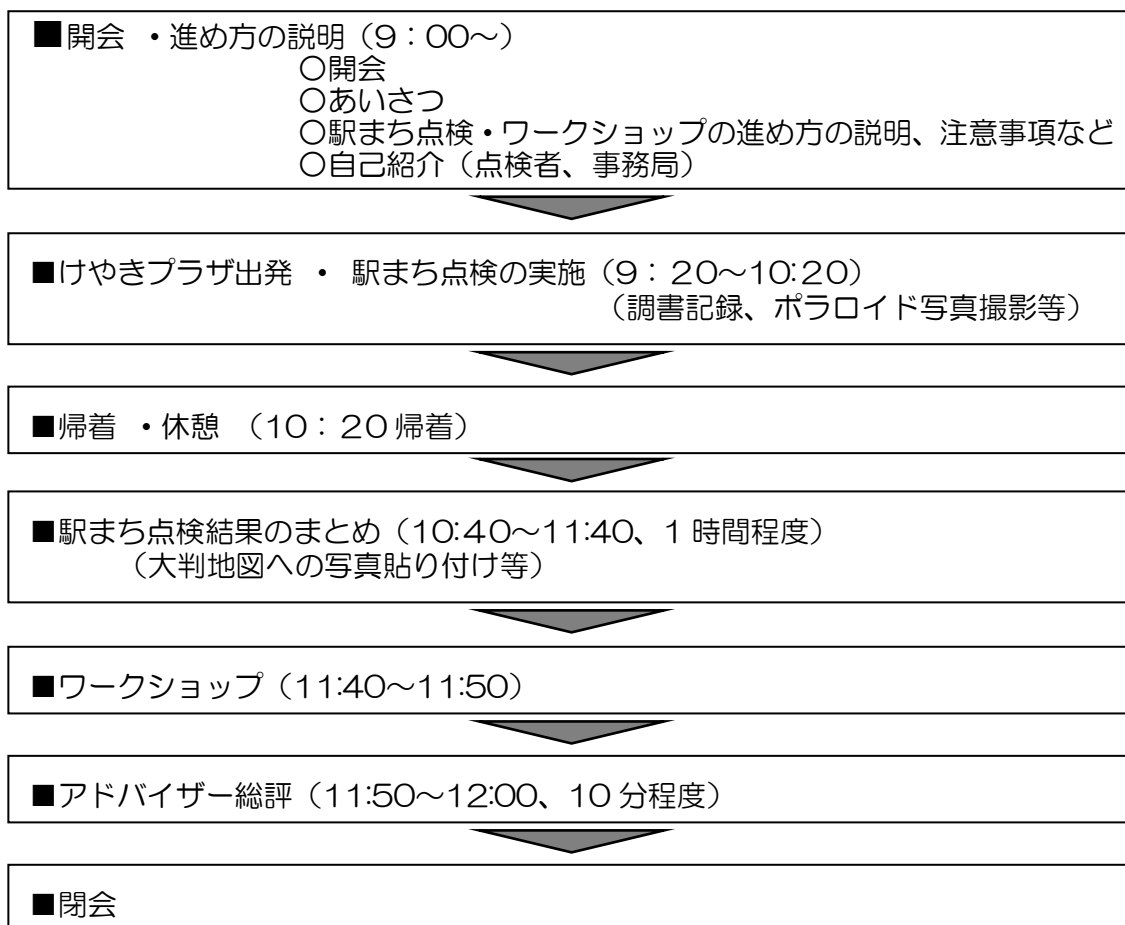 ■開会 ・進め方の説明（9：00～）
○開会
○あいさつ
○駅まち点検・ワークショップの進め方の説明、注意事項など
○自己紹介（点検者、事務局）
■けやきプラザ出発 ・ 駅まち点検の実施（9：20～10:20）
（調書記録、ポラロイド写真撮影等）
■帰着 ・休憩 （10：20帰着）
■駅まち点検結果のまとめ（10:40～11:40、1時間程度）
（大判地図への写真貼り付け等）
■ワークショップ（11:40～11:50）
■アドバイザー総評（11:50～12:00、10分程度）
■閉会